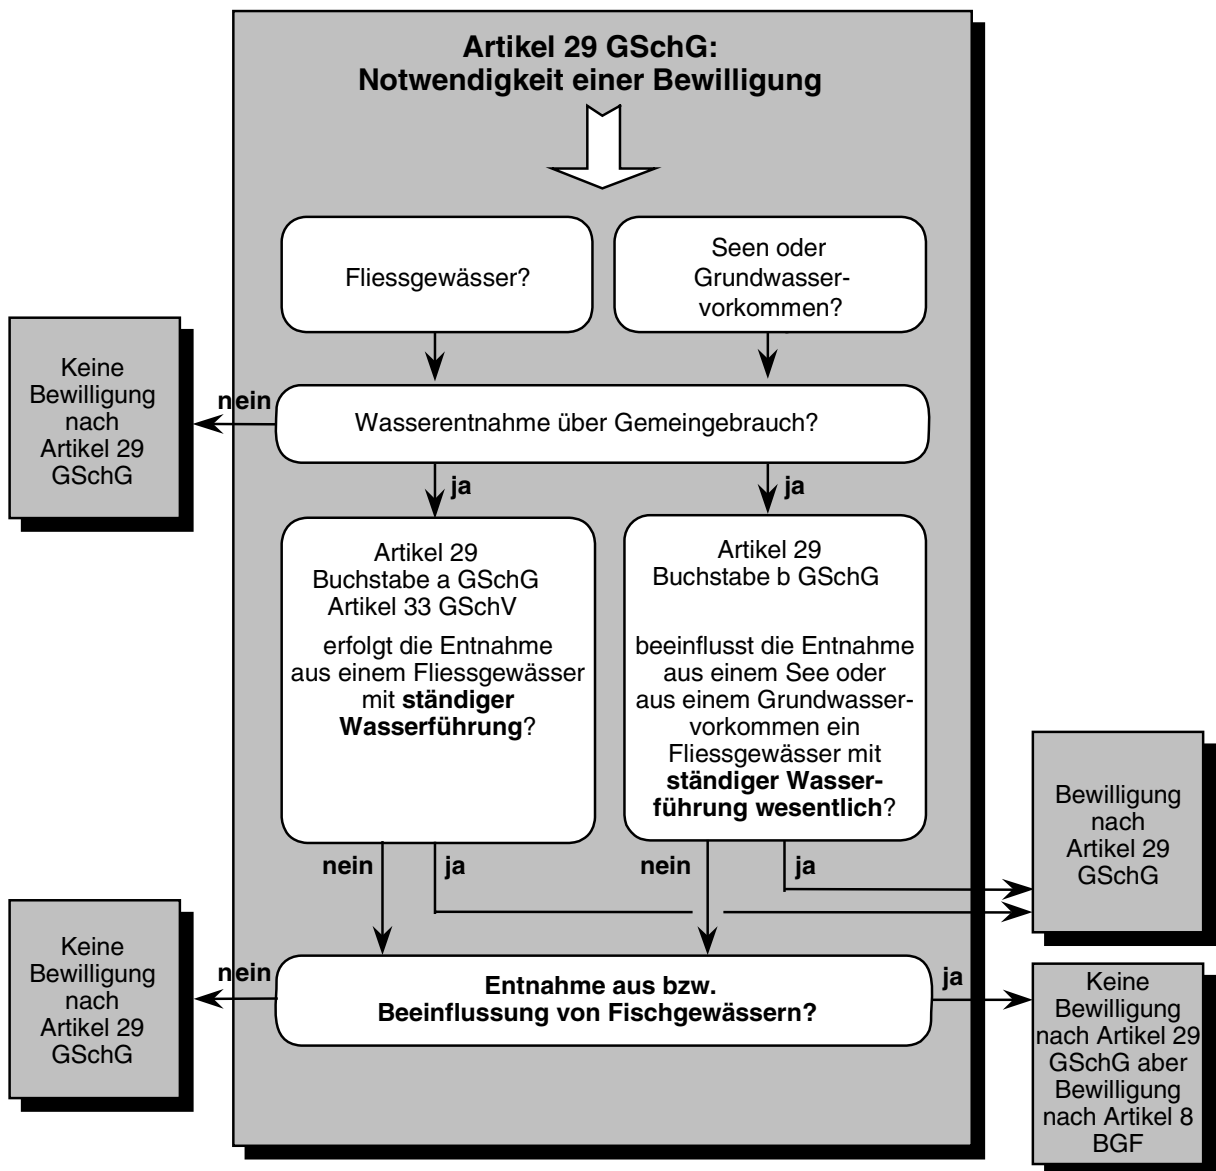 Artikel 29 GSchG:
Notwendigkeit einer Bewilligung
Fliessgewässer?
Seen oder
Grundwasser-
vorkommen?
Keine
Bewilligung
nach
Artikel 29
GSchG
nein
Wasserentnahme über Gemeingebrauch?
ja
ja
Artikel 29
Buchstabe a GSchG
Artikel 33 GSchV
erfolgt die Entnahme
aus einem Fliessgewässer
mit ständiger
Wasserführung?
Artikel 29
Buchstabe b GSchG
beeinflusst die Entnahme
aus einem See oder
aus einem Grundwasser-
vorkommen ein
Fliessgewässer mit
ständiger Wasser-
führung wesentlich?
nein
ja
nein
ja
Bewilligung
nach
Artikel 29
GSchG
Keine
Bewilligung
nach
Artikel 29
GSchG
nein
Entnahme aus bzw.
Beeinflussung von Fischgewässern?
ja
Keine
Bewilligung
nach Artikel 29
GSchG aber
Bewilligung
nach Artikel 8
BGF